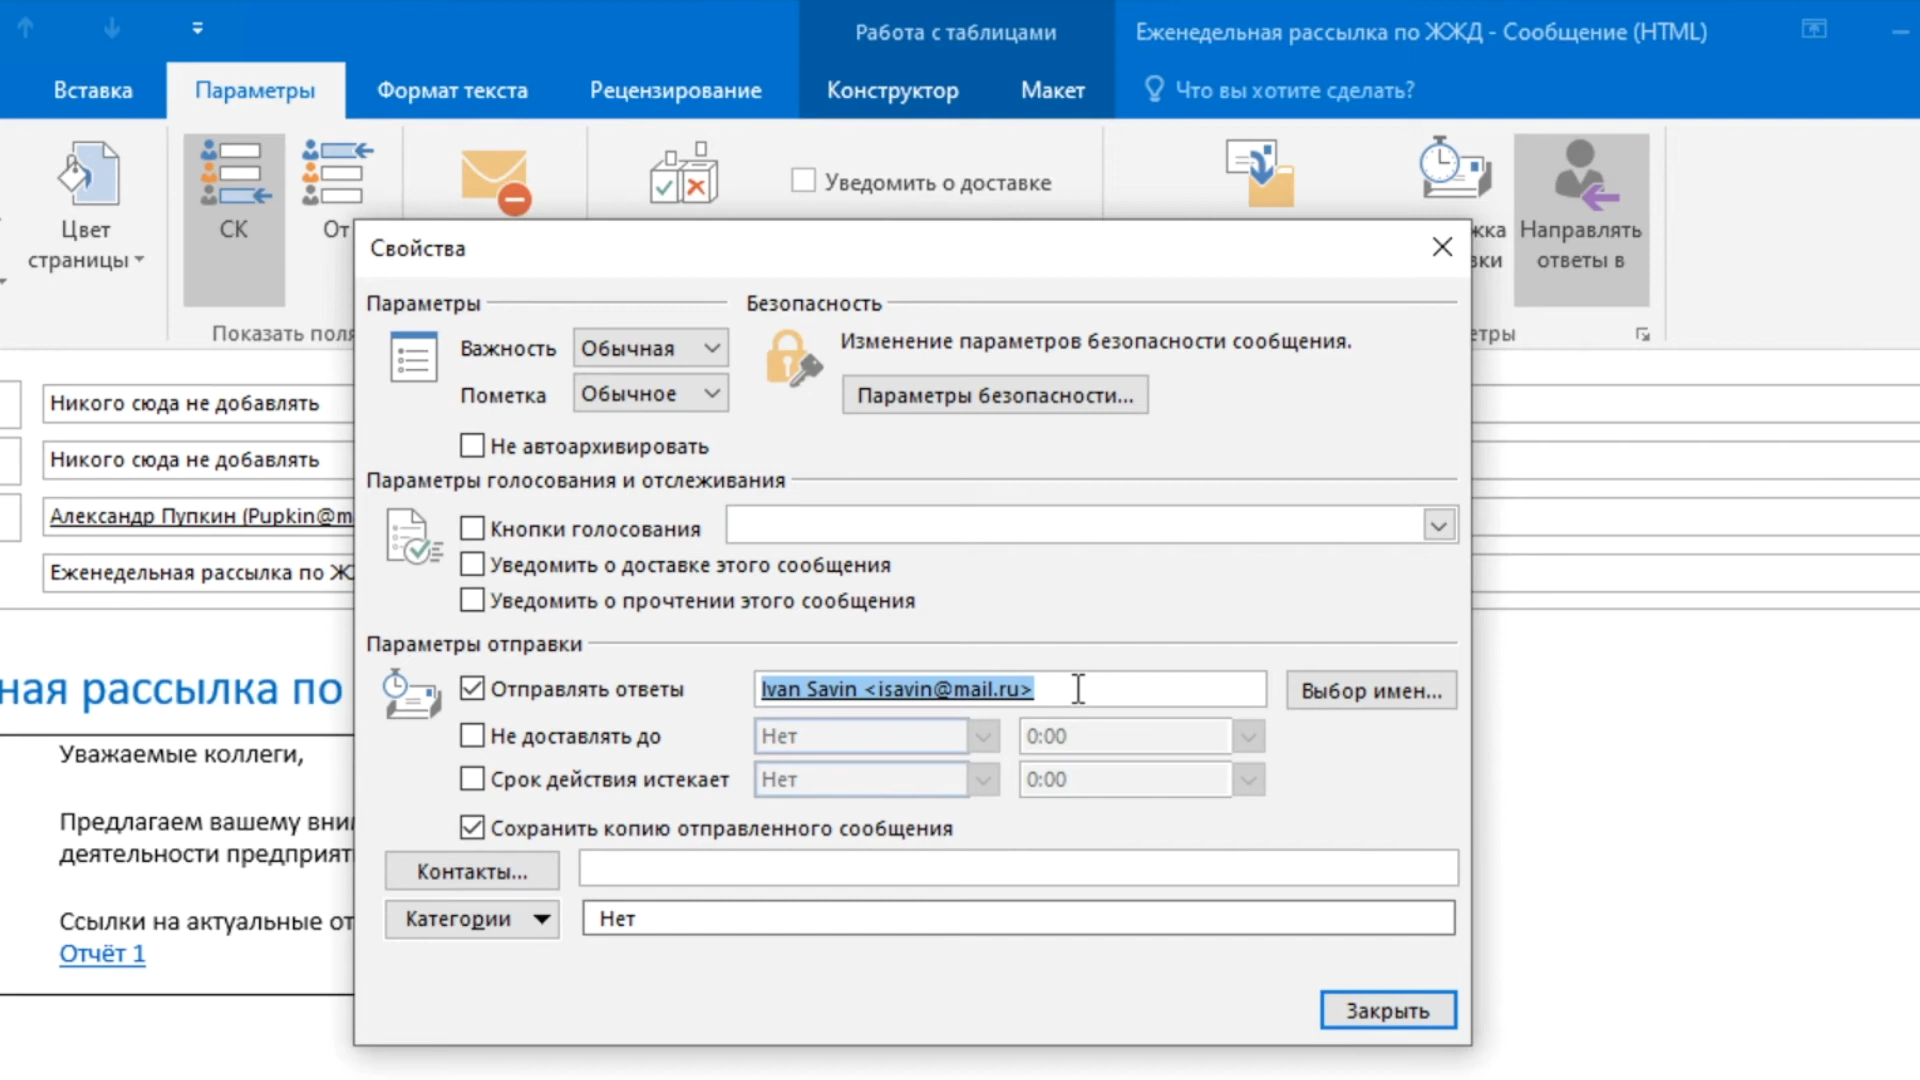 Работа с таблицами
Еженедельная рассылка по ЖЖД - Сообщение (HTML)
Вставка
Параметры
Формат текста
Рецензирование
Конструктор
Макет
Что вы хотите сделать?
Цвет
страницы
СК
От
Показать поля
Уведомить о доставке
Направлять
ответы в
Свойства
Параметры
Важность
Обычная
Пометка
Обычное
Не автоархивировать
Безопасность
Изменение параметров безопасности сообщения.
Параметры безопасности...
Параметры голосования и отслеживания
Кнопки голосования
Уведомить о доставке этого сообщения
Уведомить о прочтении этого сообщения
Параметры отправки
Отправлять ответы
Ivan Savin <isavin@mail.ru>
Выбор имен...
Не доставлять до
Нет
0:00
Срок действия истекает
Нет
0:00
Сохранить копию отправленного сообщения
Контакты...
Категории
Нет
Закрыть
Никого сюда не добавлять
Никого сюда не добавлять
Александр Пупкин (Pupkin@m
Еженедельная рассылка по Ж
ная рассылка по
Уважаемые коллеги,
Предлагаем вашему вни
деятельности предприят
Ссылки на актуальные от
Отчёт 1